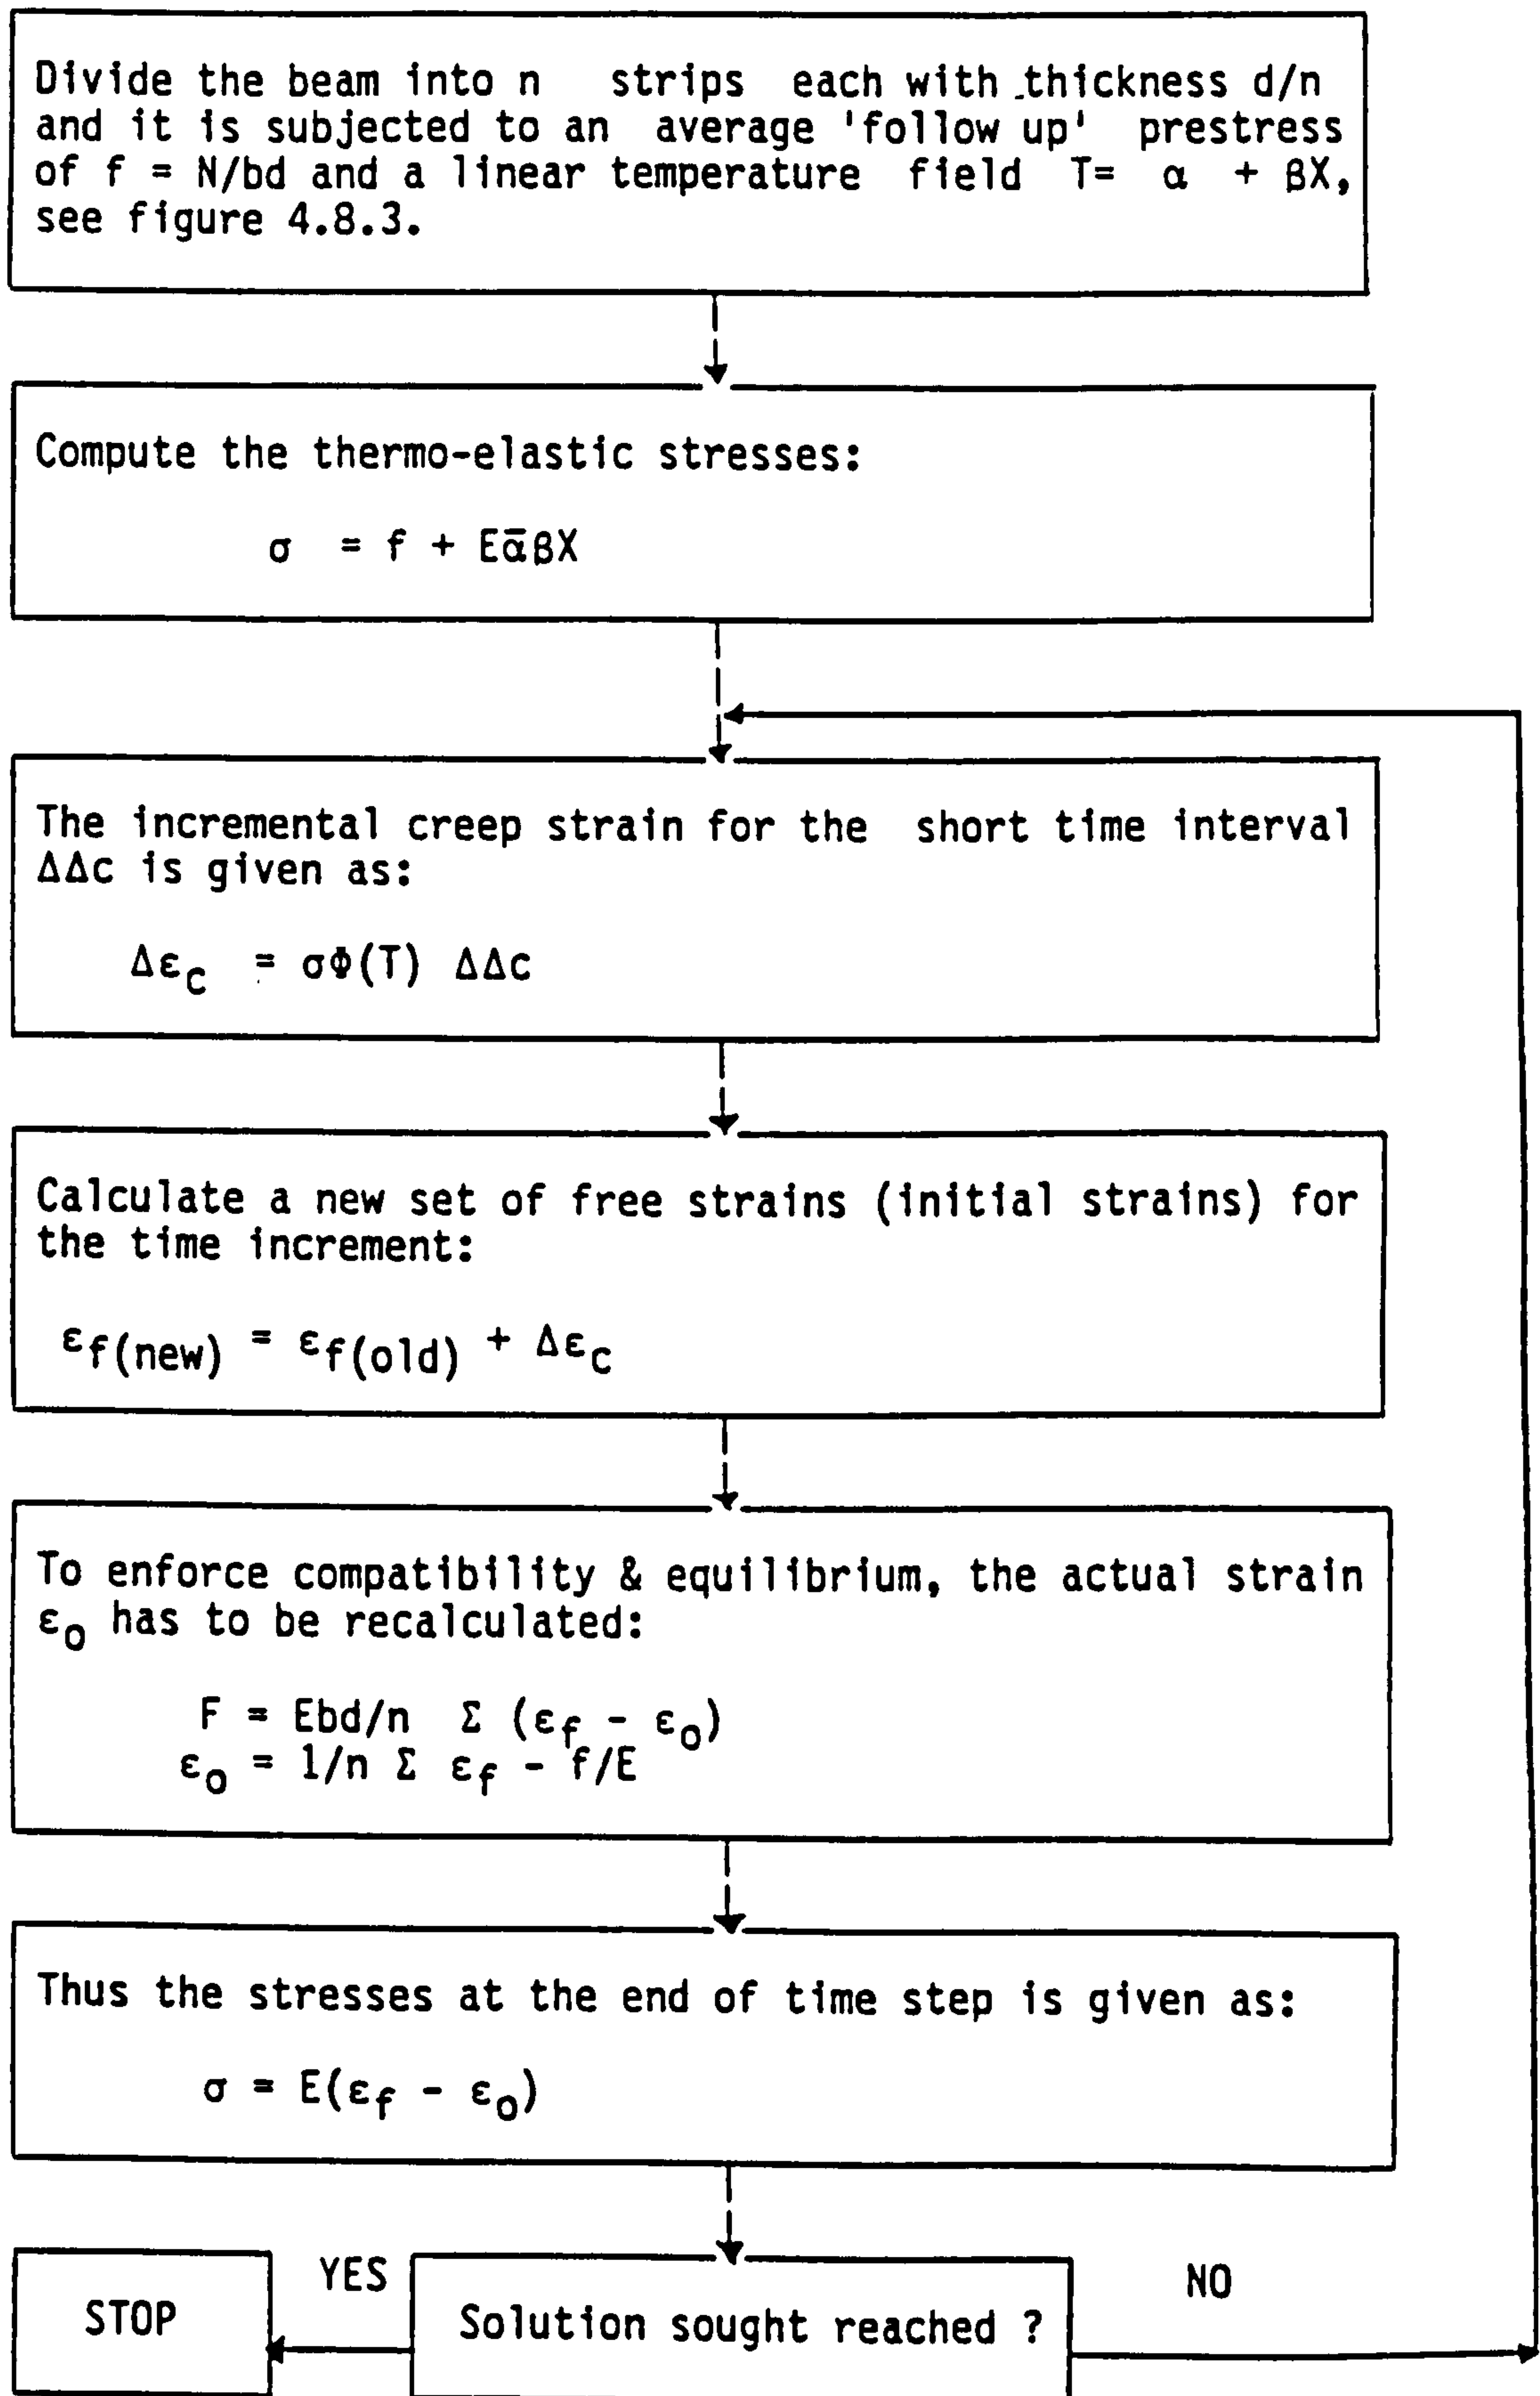 Divide the beam into n strips each with thickness d/n
and it is subjected to an average 'follow up' prestress
of f = N/bd and a linear temperature field T= α + βX,
see figure 4.8.3.
Compute the thermo-elastic stresses:
σ = f + EᾱβX
The incremental creep strain for the short time interval
ΔΔc is given as:
Δε_c = σΦ(T) ΔΔc
Calculate a new set of free strains (initial strains) for
the time increment:
ε_f(new) = ε_f(old) + Δε_c
To enforce compatibility & equilibrium, the actual strain
ε_o has to be recalculated:
F = Ebd/n Σ (ε_f - ε_o)
ε_o = 1/n Σ ε_f - f/E
Thus the stresses at the end of time step is given as:
σ = E(ε_f - ε_o)
STOP
YES
Solution sought reached ?
NO